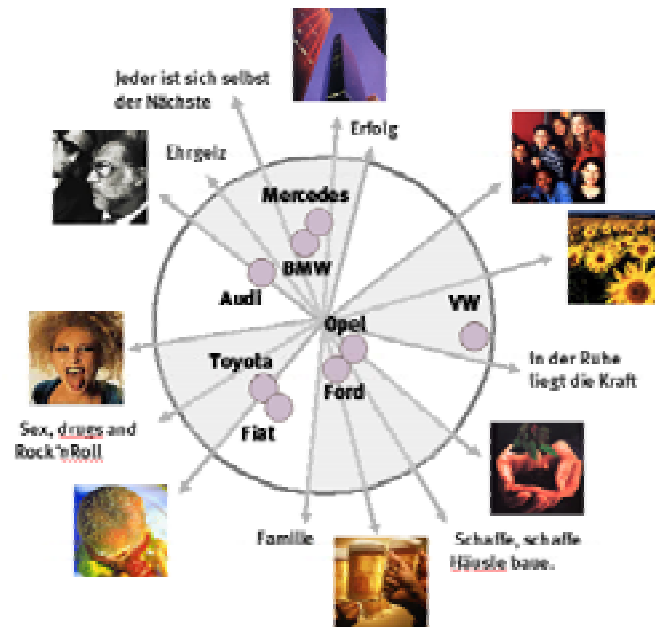 Jeder ist sich selbst
der Nächste
Erfolg
Ehrgeiz
Mercedes
BMW
Audi
VW
Opel
Toyota
In der Ruhe
liegt die Kraft
Ford
Fiat
Sex, drugs and
Rock'nRoll
Familie
Schaffe, schaffe
Häusle baue.